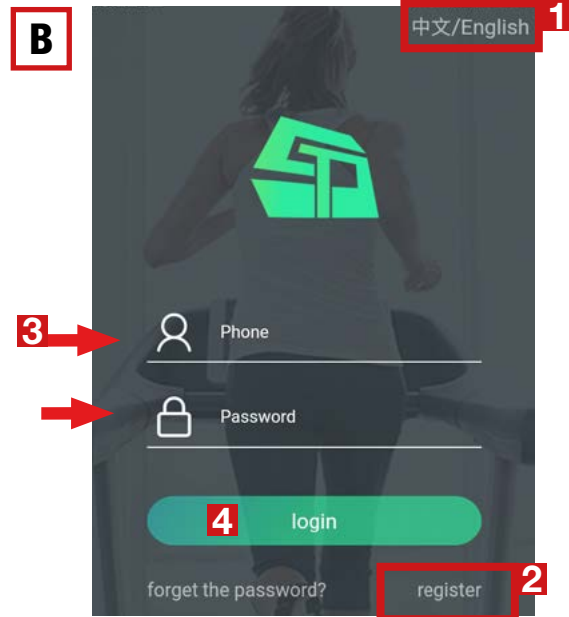 B
中文/English
1
3
Phone
Password
4
login
forget the password?
register
2